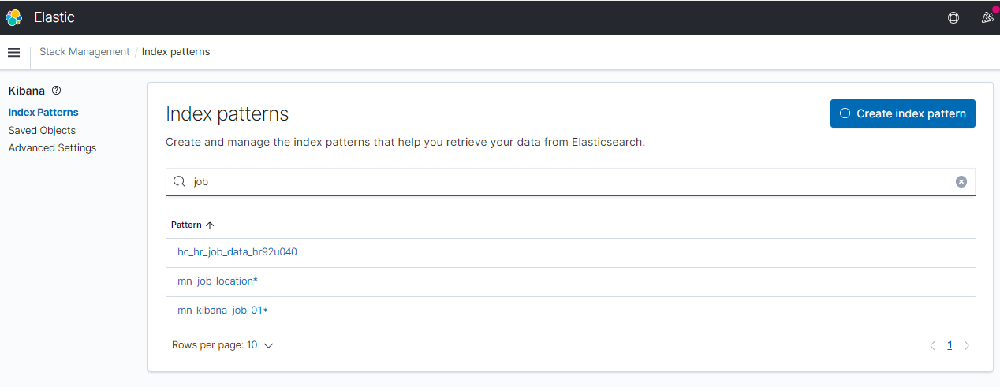 Elastic
Stack Management / Index patterns
Kibana
Index Patterns
Saved Objects
Advanced Settings
Index patterns
Create index pattern
Create and manage the index patterns that help you retrieve your data from Elasticsearch.
job
Pattern
hc_hr_job_data_hr92u040
mn_job_location*
mn_kibana_job_01*
Rows per page: 10
1